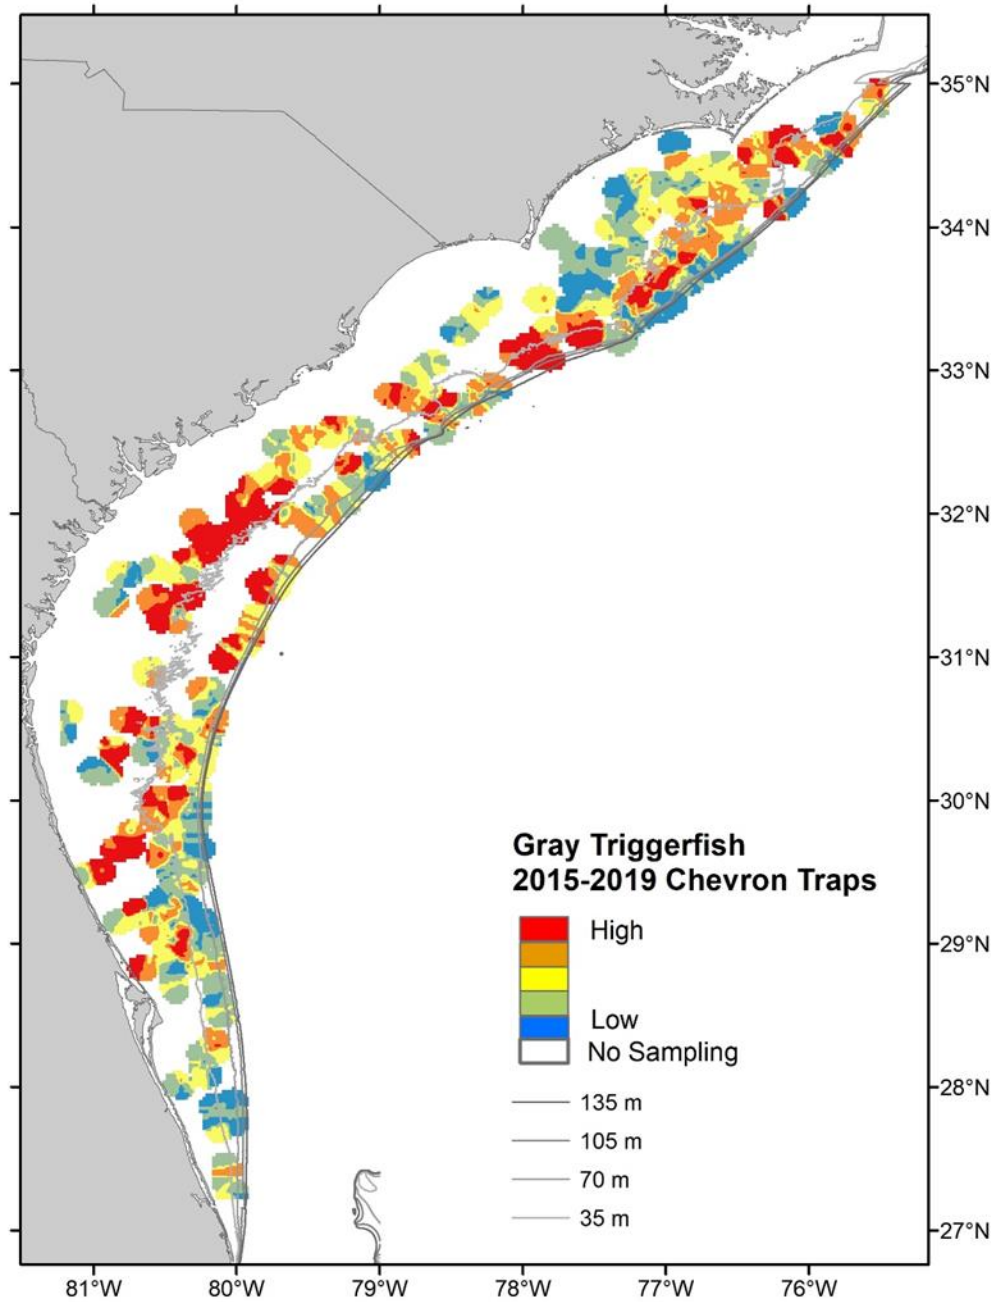 35°N
34°N
33°N
32°N
31°N
30°N
Gray Triggerfish
2015-2019 Chevron Traps
High
Low
No Sampling
29°N
28°N
135 m
105 m
70 m
35 m
27°N
81°W 80°W 79°W 78°W 77°W 76°W